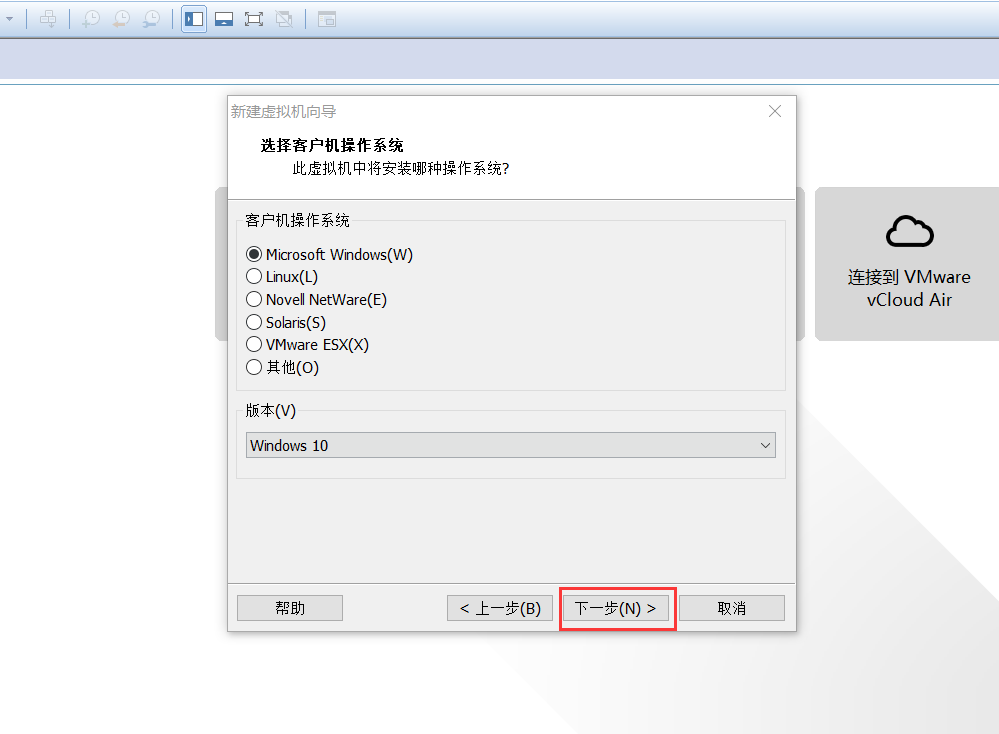 新建虚拟机向导
选择客户机操作系统
此虚拟机中将安装哪种操作系统?
客户机操作系统
Microsoft Windows(W)
Linux(L)
Novell NetWare(E)
Solaris(S)
VMware ESX(X)
其他(O)
版本(V)
Windows 10
帮助
< 上一步(B)
下一步(N) >
取消
连接到 VMware
vCloud Air